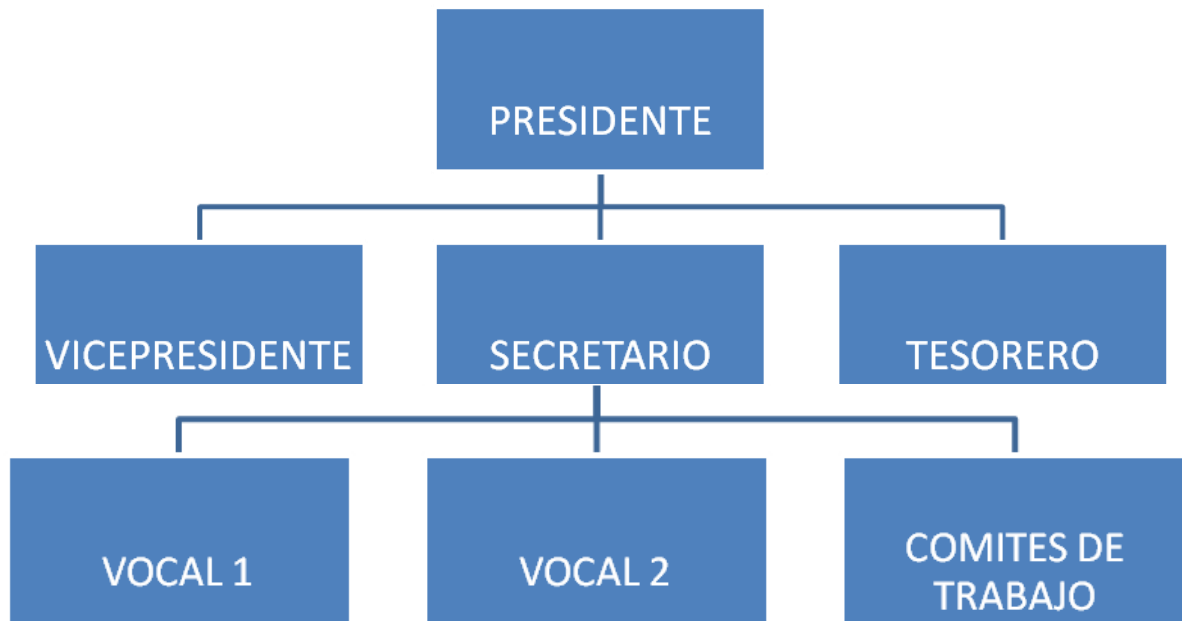 PRESIDENTE
VICEPRESIDENTE
SECRETARIO
TESORERO
VOCAL 1
VOCAL 2
COMITES DE
TRABAJO